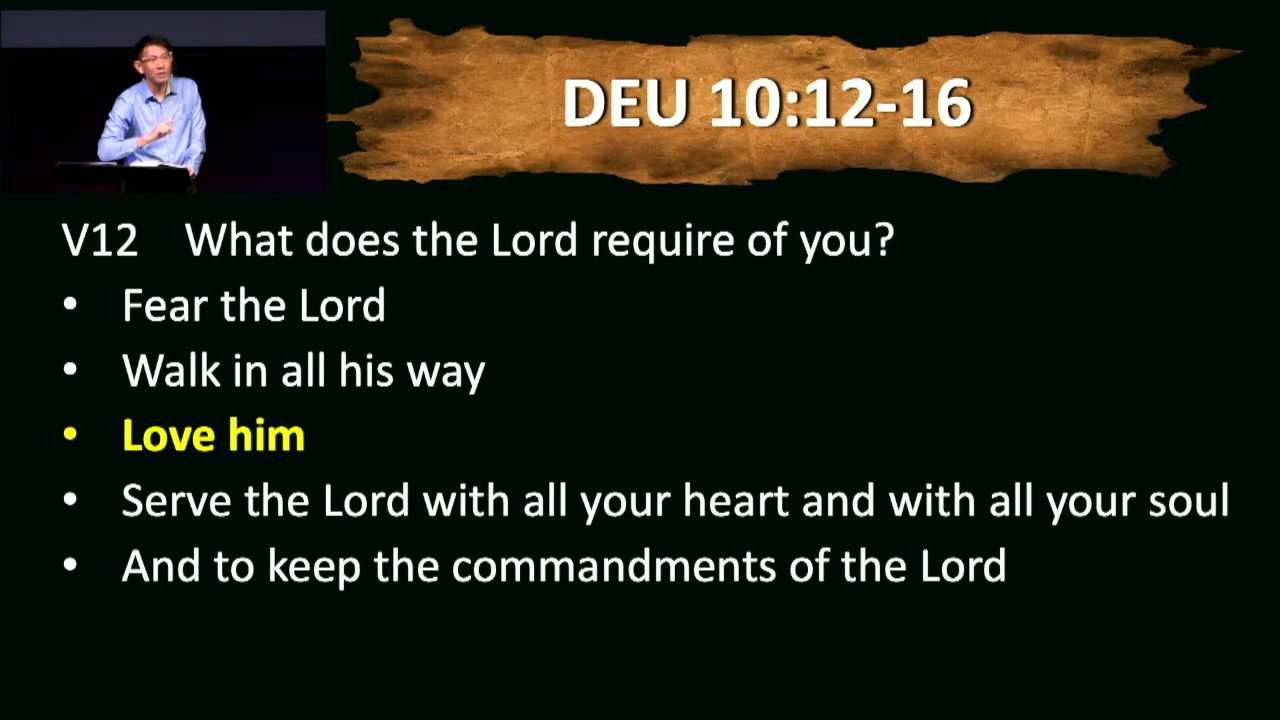 DEU 10:12-16
V12 What does the Lord require of you?
• Fear the Lord
• Walk in all his way
• Love him
• Serve the Lord with all your heart and with all your soul
• And to keep the commandments of the Lord